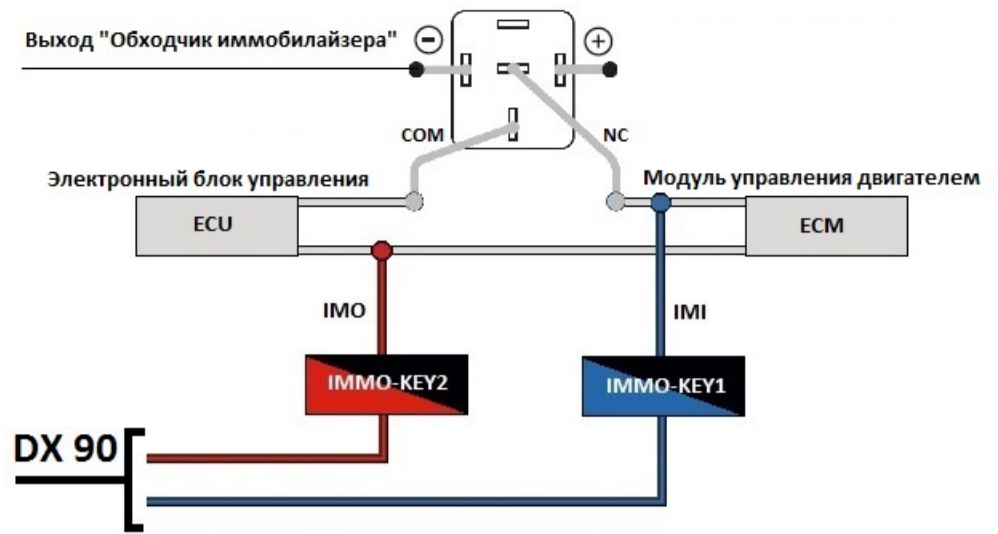 Выход "Обходчик иммобилайзера" - +
COM NC
Электронный блок управления Модуль управления двигателем
ECU ECM
IMO IMI
IMMO-KEY2 IMMO-KEY1
DX 90